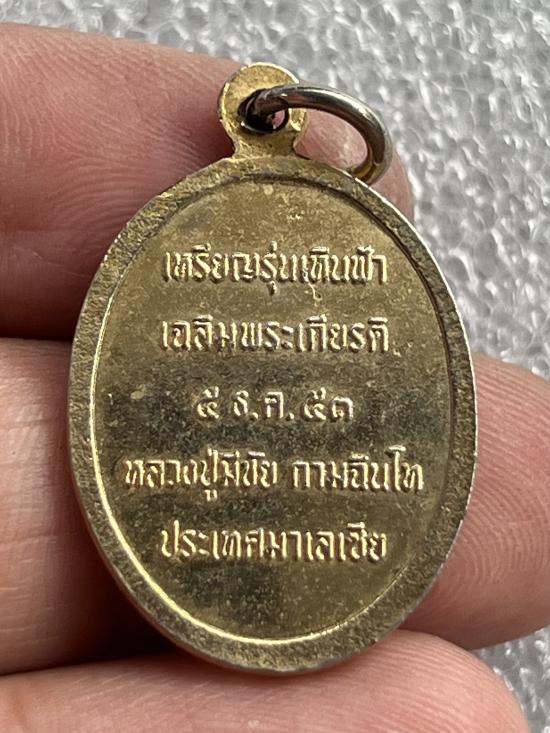 เหรียญรุ่นเหินฟ้า
เฉลิมพระเกียรติ
๕ ธ.ค. ๕๓
หลวงปู่มีชัย กามฉินโท
ประเทศมาเลเซีย